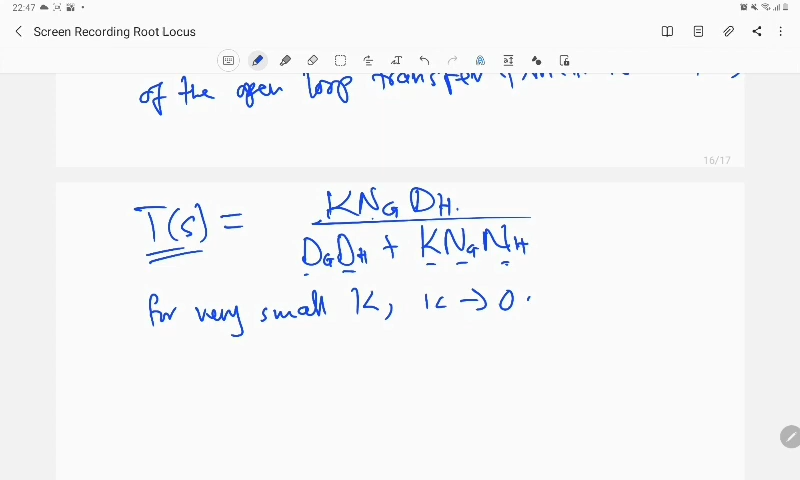 22:47
Screen Recording Root Locus
of the open loop transfer
16/17
T(s) = KN_G D_H. / D_G D_H + KN_G N_H
for very small K, K → 0.